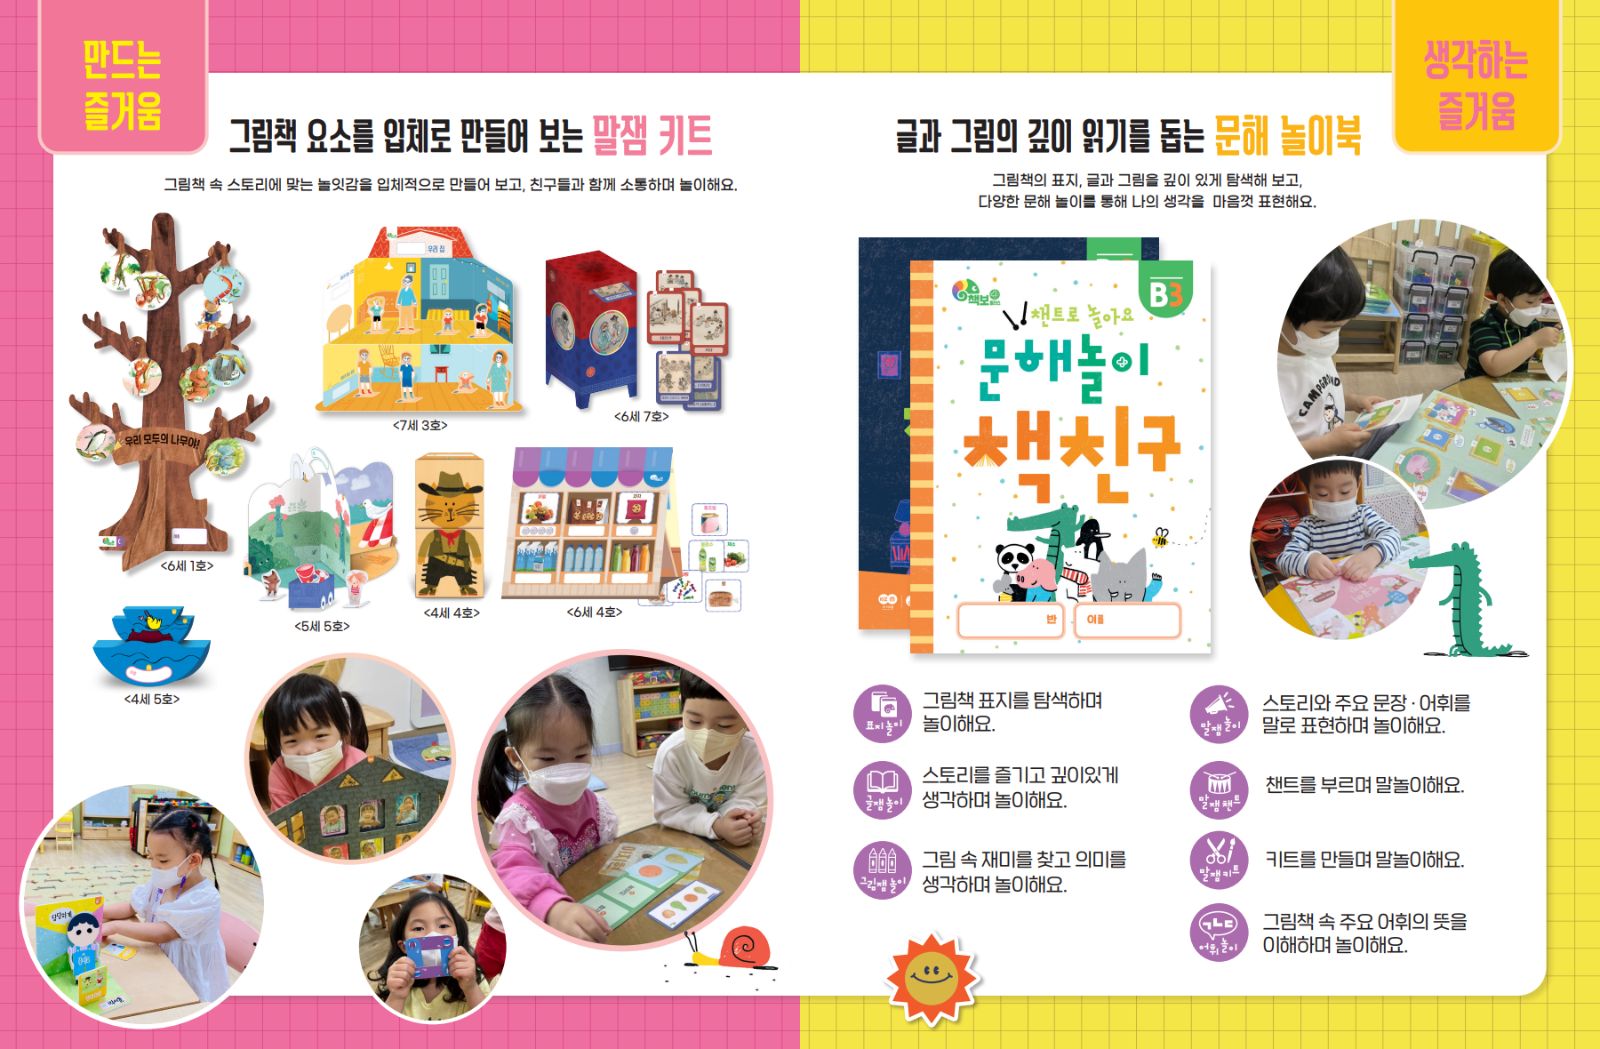 만드는
즐거움
그림책 요소를 입체로 만들어 보는 말잼 키트
그림책 속 스토리에 맞는 놀잇감을 입체적으로 만들어 보고, 친구들과 함께 소통하며 놀이해요.
우리 모두의 나무야!
<6세 1호>
우리 집
<7세 3호>
<6세 7호>
<5세 5호>
<4세 4호>
과일
과자
채소
<6세 4호>
<4세 5호>
당당하게
생각하는
즐거움
글과 그림의 깊이 읽기를 돕는 문해 놀이북
그림책의 표지, 글과 그림을 깊이 있게 탐색해 보고,
다양한 문해 놀이를 통해 나의 생각을 마음껏 표현해요.
책보
B3
챈트로 놀아요
문해놀이
책친구
반
이름
CAMPGROUND
표지 놀이
그림책 표지를 탐색하며
놀이해요.
글잼 놀이
스토리를 즐기고 깊이있게
생각하며 놀이해요.
그림잼 놀이
그림 속 재미를 찾고 의미를
생각하며 놀이해요.
말잼 놀이
스토리와 주요 문장 · 어휘를
말로 표현하며 놀이해요.
말잼 챈트
챈트를 부르며 말놀이해요.
말잼 키트
키트를 만들며 말놀이해요.
ㄱㄴㄷ
어휘 놀이
그림책 속 주요 어휘의 뜻을
이해하며 놀이해요.